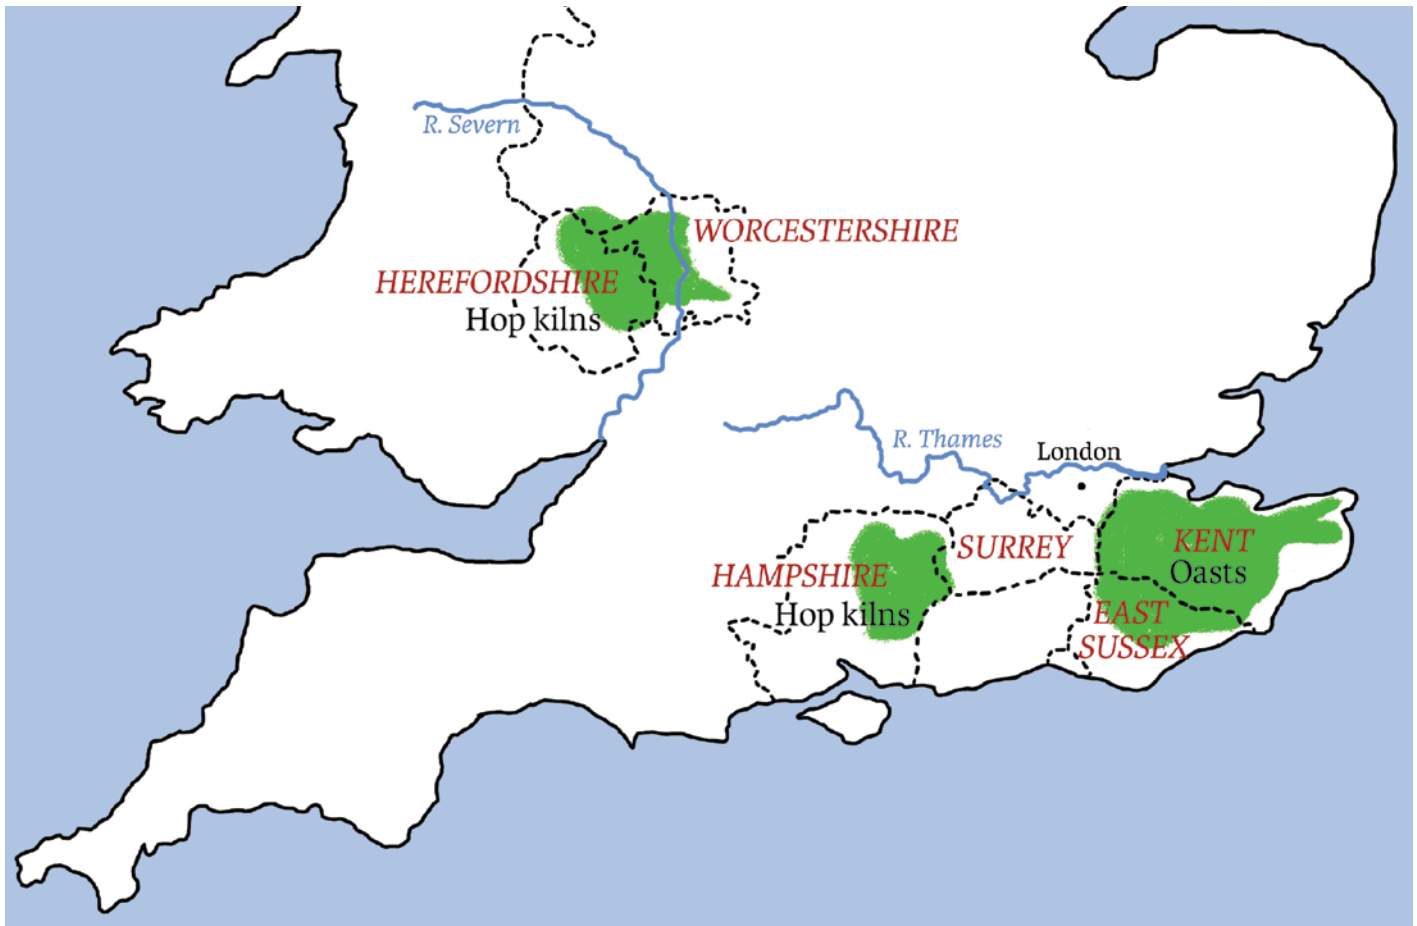 R. Severn
WORCESTERSHIRE
HEREFORDSHIRE
Hop kilns
R. Thames
London
SURREY
KENT
Oasts
HAMPSHIRE
Hop kilns
EAST
SUSSEX